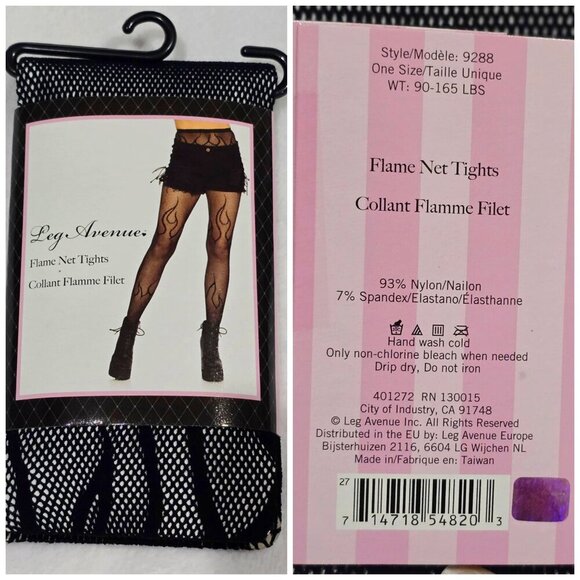 Leg Avenue
Flame Net Tights
Collant Flamme Filet
Style/Modèle: 9288
One Size/Taille Unique
WT: 90-165 LBS
Flame Net Tights
Collant Flamme Filet
93% Nylon/Nailon
7% Spandex/Elastano/Élasthanne
Hand wash cold
Only non-chlorine bleach when needed
Drip dry, Do not iron
401272 RN 130015
City of Industry, CA 91748
© Leg Avenue Inc. All Rights Reserved
Distributed in the EU by: Leg Avenue Europe
Bijsterhuizen 2116, 6604 LG Wijchen NL
Made in/Fabriqué en: Taiwan
27
7 14718 54820 3